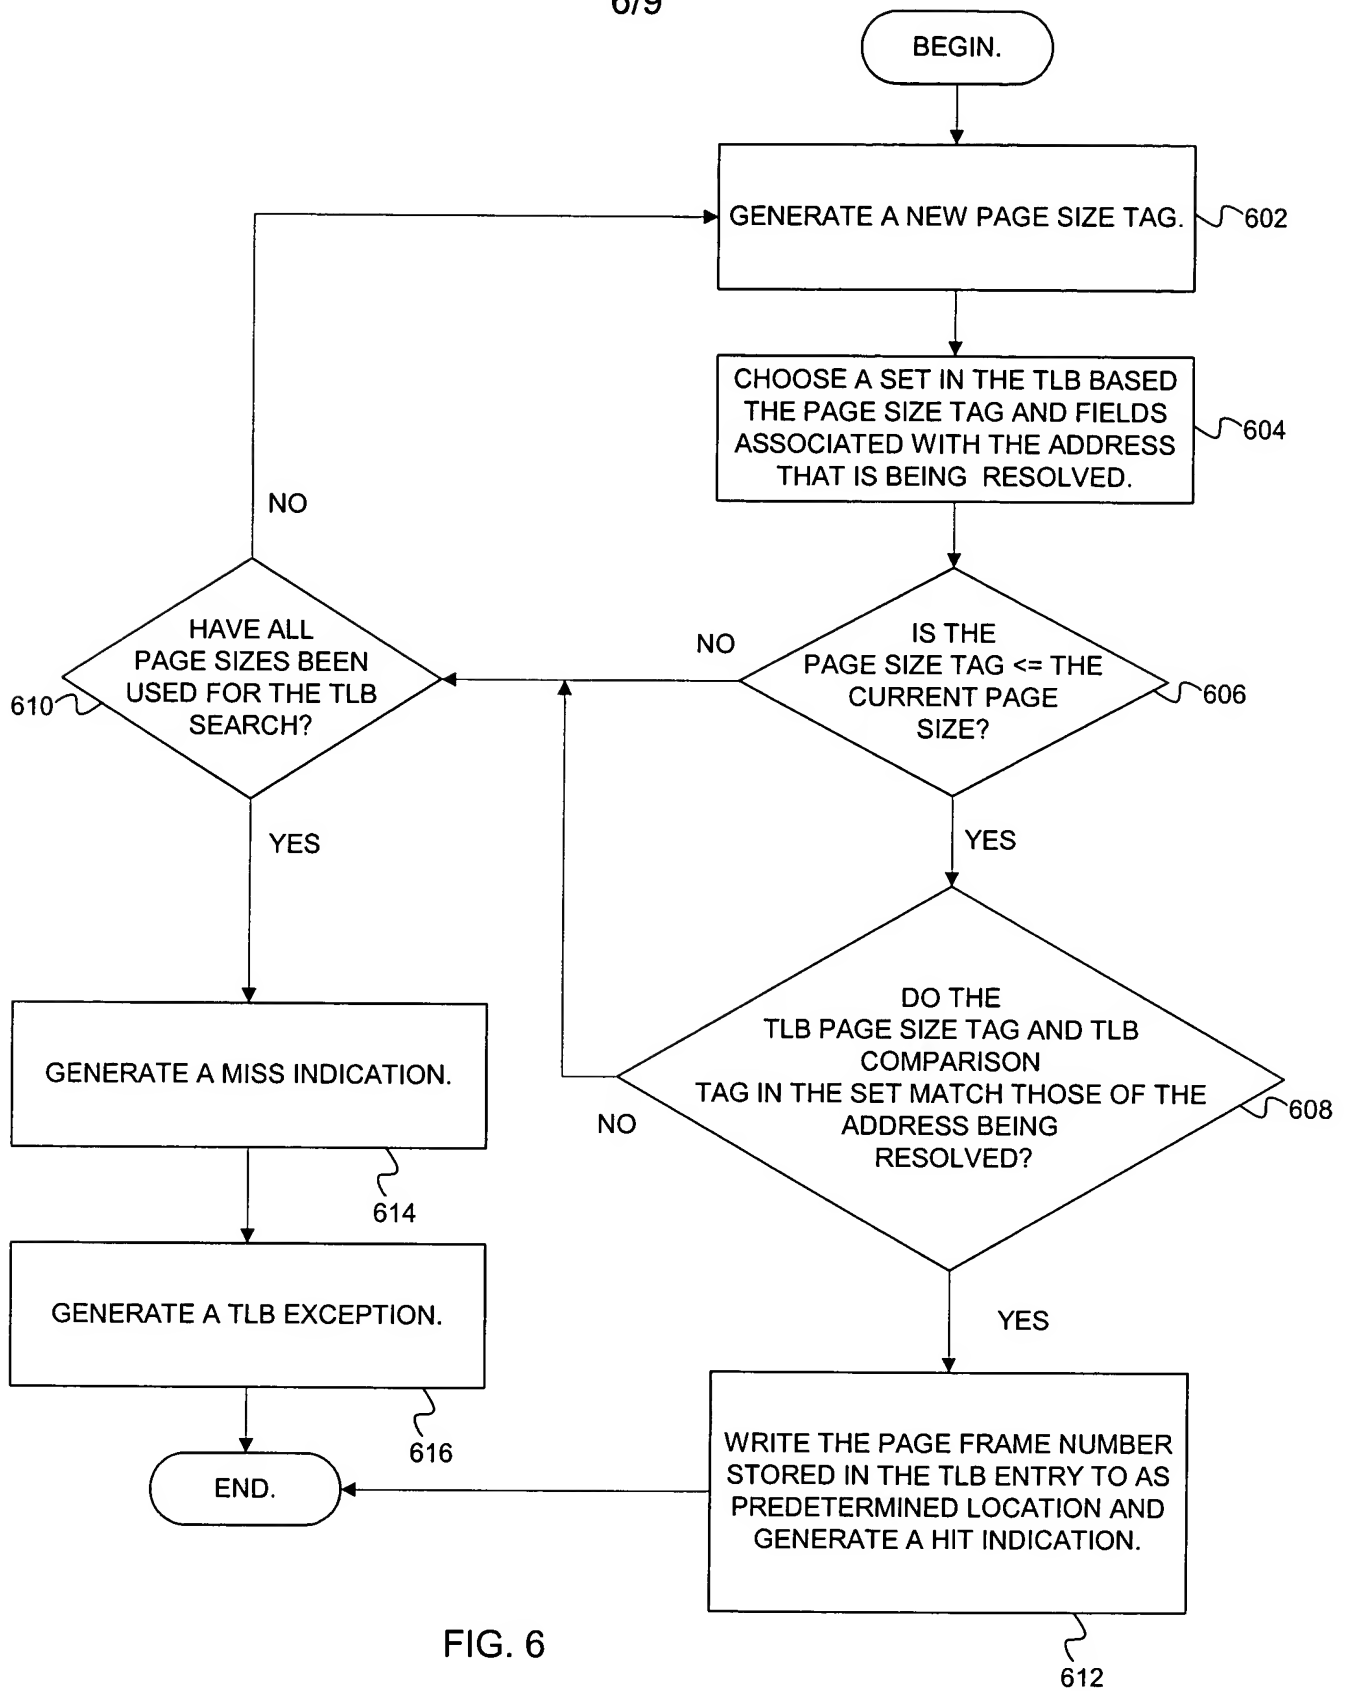 6/9
BEGIN.
GENERATE A NEW PAGE SIZE TAG.
602
CHOOSE A SET IN THE TLB BASED
THE PAGE SIZE TAG AND FIELDS
ASSOCIATED WITH THE ADDRESS
THAT IS BEING RESOLVED.
604
NO
HAVE ALL
PAGE SIZES BEEN
USED FOR THE TLB
SEARCH?
610
NO
IS THE
PAGE SIZE TAG <= THE
CURRENT PAGE
SIZE?
606
YES
YES
DO THE
TLB PAGE SIZE TAG AND TLB
COMPARISON
TAG IN THE SET MATCH THOSE OF THE
ADDRESS BEING
RESOLVED?
608
NO
GENERATE A MISS INDICATION.
614
GENERATE A TLB EXCEPTION.
616
YES
WRITE THE PAGE FRAME NUMBER
STORED IN THE TLB ENTRY TO AS
PREDETERMINED LOCATION AND
GENERATE A HIT INDICATION.
612
END.
FIG. 6